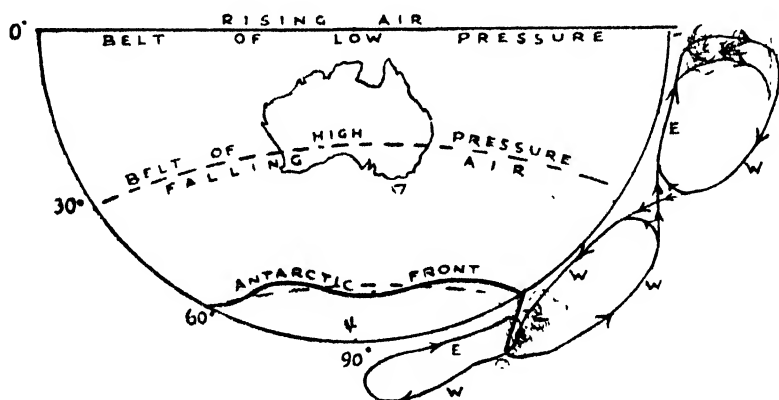 RISING AIR
0°
BELT OF LOW PRESSURE
E
E
W
BELT OF HIGH PRESSURE
FALLING AIR
30°
W
W
ANTARCTIC FRONT
60°
90°
E
W